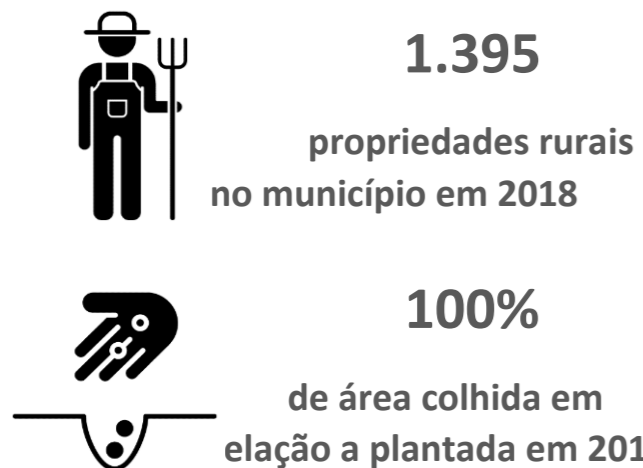 1.395
propriedades rurais
no município em 2018
100%
de área colhida em
elação a plantada em 201